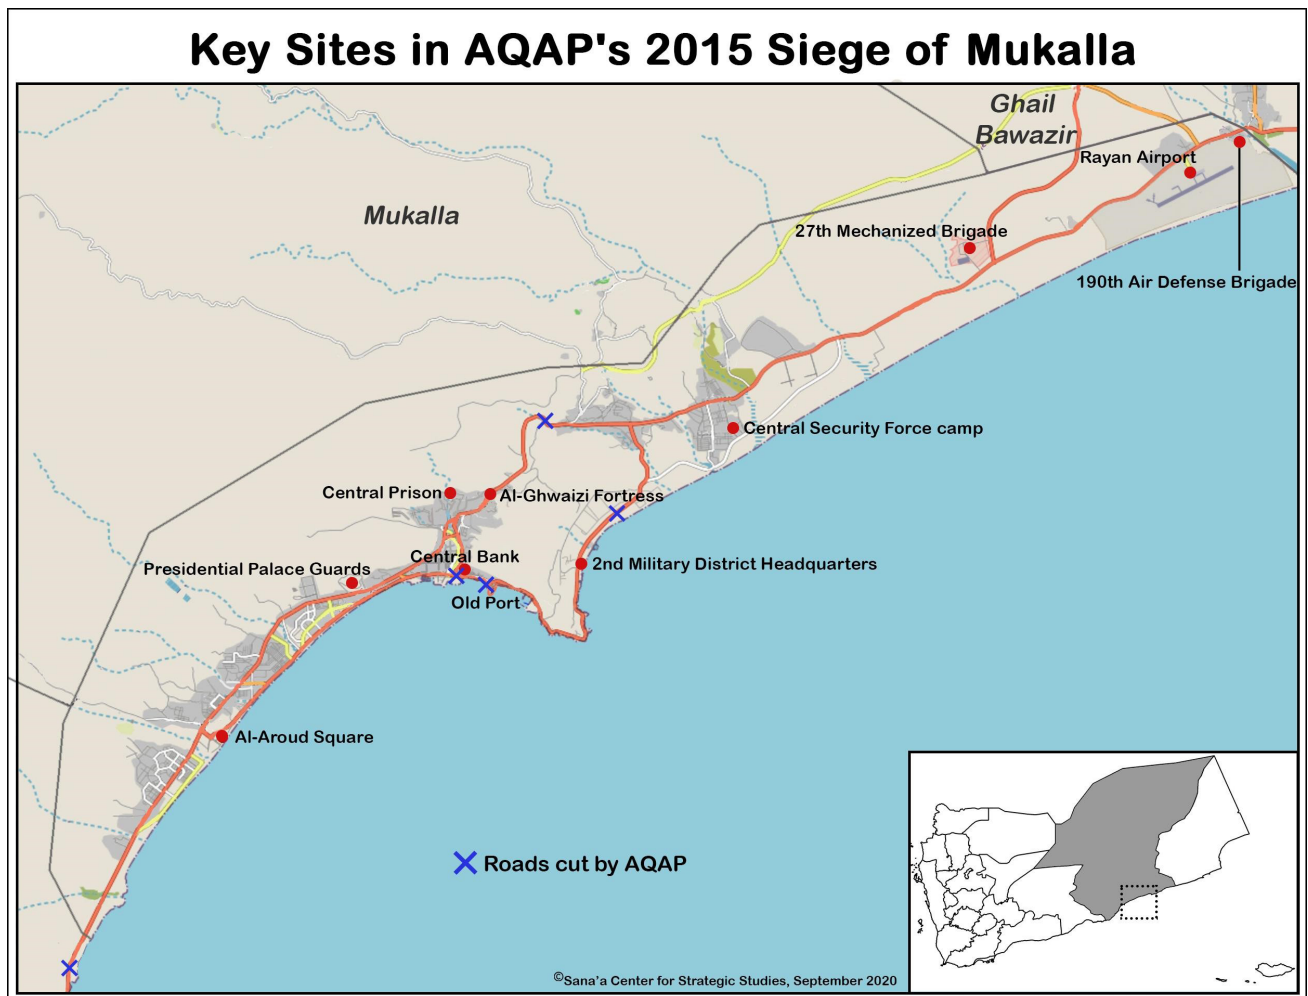 Key Sites in AQAP's 2015 Siege of Mukalla
Ghail
Bawazir
Rayan Airport
Mukalla
27th Mechanized Brigade
190th Air Defense Brigade
Central Security Force camp
Central Prison
Al-Ghwaizi Fortress
Central Bank
2nd Military District Headquarters
Presidential Palace Guards
Old Port
Al-Aroud Square
Roads cut by AQAP
©Sana'a Center for Strategic Studies, September 2020